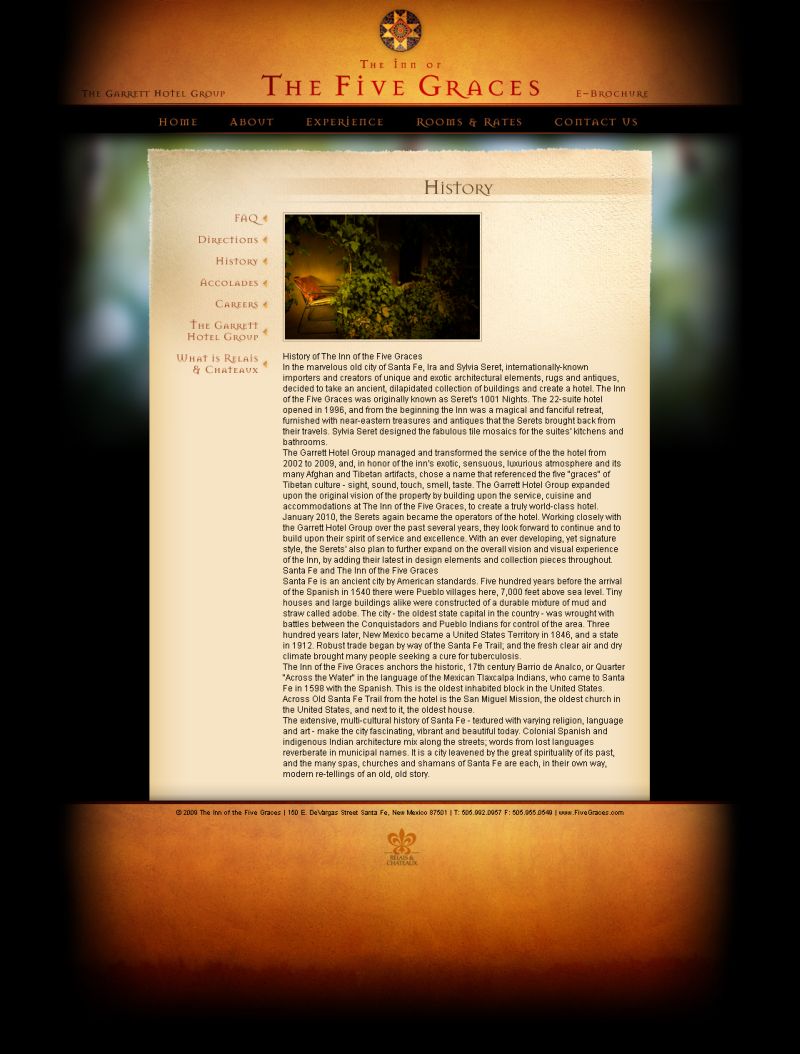 The Inn of
The Five Graces
The Garrett Hotel Group
E-Brochure
Home About Experience Rooms & Rates Contact Us
History
FAQ
Directions
History
Accolades
Careers
The Garrett
Hotel Group
What is Relais
& Chateaux
History of The Inn of the Five Graces
In the marvelous old city of Santa Fe, Ira and Sylvia Seret, internationally-known
importers and creators of unique and exotic architectural elements, rugs and antiques,
decided to take an ancient, dilapidated collection of buildings and create a hotel. The Inn
of the Five Graces was originally known as Seret's 1001 Nights. The 22-suite hotel
opened in 1996, and from the beginning the Inn was a magical and fanciful retreat,
furnished with near-eastern treasures and antiques that the Serets brought back from
their travels. Sylvia Seret designed the fabulous tile mosaics for the suites' kitchens and
bathrooms.
The Garrett Hotel Group managed and transformed the service of the the hotel from
2002 to 2009, and, in honor of the inn's exotic, sensuous, luxurious atmosphere and its
many Afghan and Tibetan artifacts, chose a name that referenced the five "graces" of
Tibetan culture - sight, sound, touch, smell, taste. The Garrett Hotel Group expanded
upon the original vision of the property by building upon the service, cuisine and
accommodations at The Inn of the Five Graces, to create a truly world-class hotel.
January 2010, the Serets again became the operators of the hotel. Working closely with
the Garrett Hotel Group over the past several years, they look forward to continue and to
build upon their spirit of service and excellence. With an ever developing, yet signature
style, the Serets' also plan to further expand on the overall vision and visual experience
of the Inn, by adding their latest in design elements and collection pieces throughout.
Santa Fe and The Inn of the Five Graces
Santa Fe is an ancient city by American standards. Five hundred years before the arrival
of the Spanish in 1540 there were Pueblo villages here, 7,000 feet above sea level. Tiny
houses and large buildings alike were constructed of a durable mixture of mud and
straw called adobe. The city - the oldest state capital in the country - was wrought with
battles between the Conquistadors and Pueblo Indians for control of the area. Three
hundred years later, New Mexico became a United States Territory in 1846, and a state
in 1912. Robust trade began by way of the Santa Fe Trail; and the fresh clear air and dry
climate brought many people seeking a cure for tuberculosis.
The Inn of the Five Graces anchors the historic, 17th century Barrio de Analco, or Quarter
"Across the Water" in the language of the Mexican Tlaxcalpa Indians, who came to Santa
Fe in 1598 with the Spanish. This is the oldest inhabited block in the United States.
Across Old Santa Fe Trail from the hotel is the San Miguel Mission, the oldest church in
the United States, and next to it, the oldest house.
The extensive, multi-cultural history of Santa Fe - textured with varying religion, language
and art - make the city fascinating, vibrant and beautiful today. Colonial Spanish and
indigenous Indian architecture mix along the streets; words from lost languages
reverberate in municipal names. It is a city leavened by the great spirituality of its past,
and the many spas, churches and shamans of Santa Fe are each, in their own way,
modern re-tellings of an old, old story.
© 2009 The Inn of the Five Graces | 150 E. DeVargas Street Santa Fe, New Mexico 87501 | T: 505.992.0957 F: 505.955.0549 | www.FiveGraces.com
RELAIS &
CHATEAUX